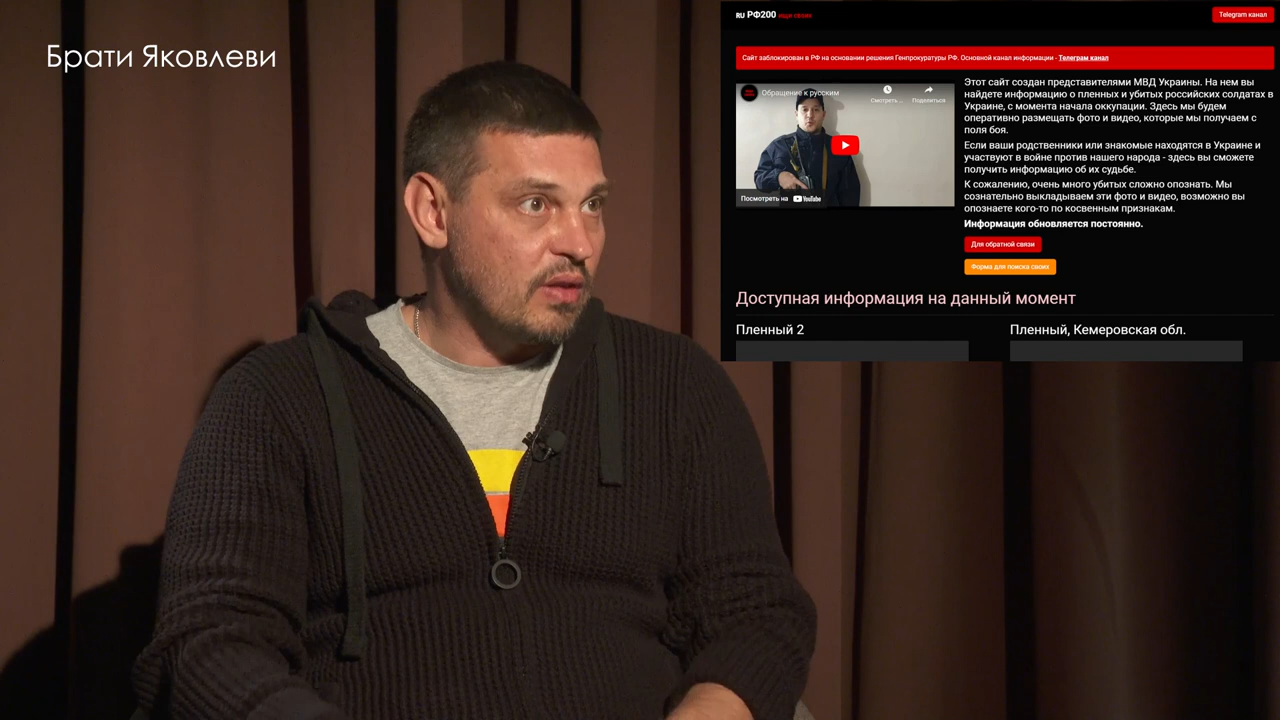 Брати Яковлеви
RU РФ200 ищи своих
Telegram канал
Сайт заблокирован в РФ на основании решения Генпрокуратуры РФ. Основной канал информации - Телеграм канал
Обращение к русским
Смотреть ...
Поделиться
Посмотреть на YouTube
Этот сайт создан представителями МВД Украины. На нем вы
найдете информацию о пленных и убитых российских солдатах в
Украине, с момента начала оккупации. Здесь мы будем
оперативно размещать фото и видео, которые мы получаем с
поля боя.
Если ваши родственники или знакомые находятся в Украине и
участвуют в войне против нашего народа - здесь вы сможете
получить информацию об их судьбе.
К сожалению, очень много убитых сложно опознать. Мы
сознательно выкладываем эти фото и видео, возможно вы
опознаете кого-то по косвенным признакам.
Информация обновляется постоянно.
Для обратной связи
Форма для поиска своих
Доступная информация на данный момент
Пленный 2
Пленный, Кемеровская обл.